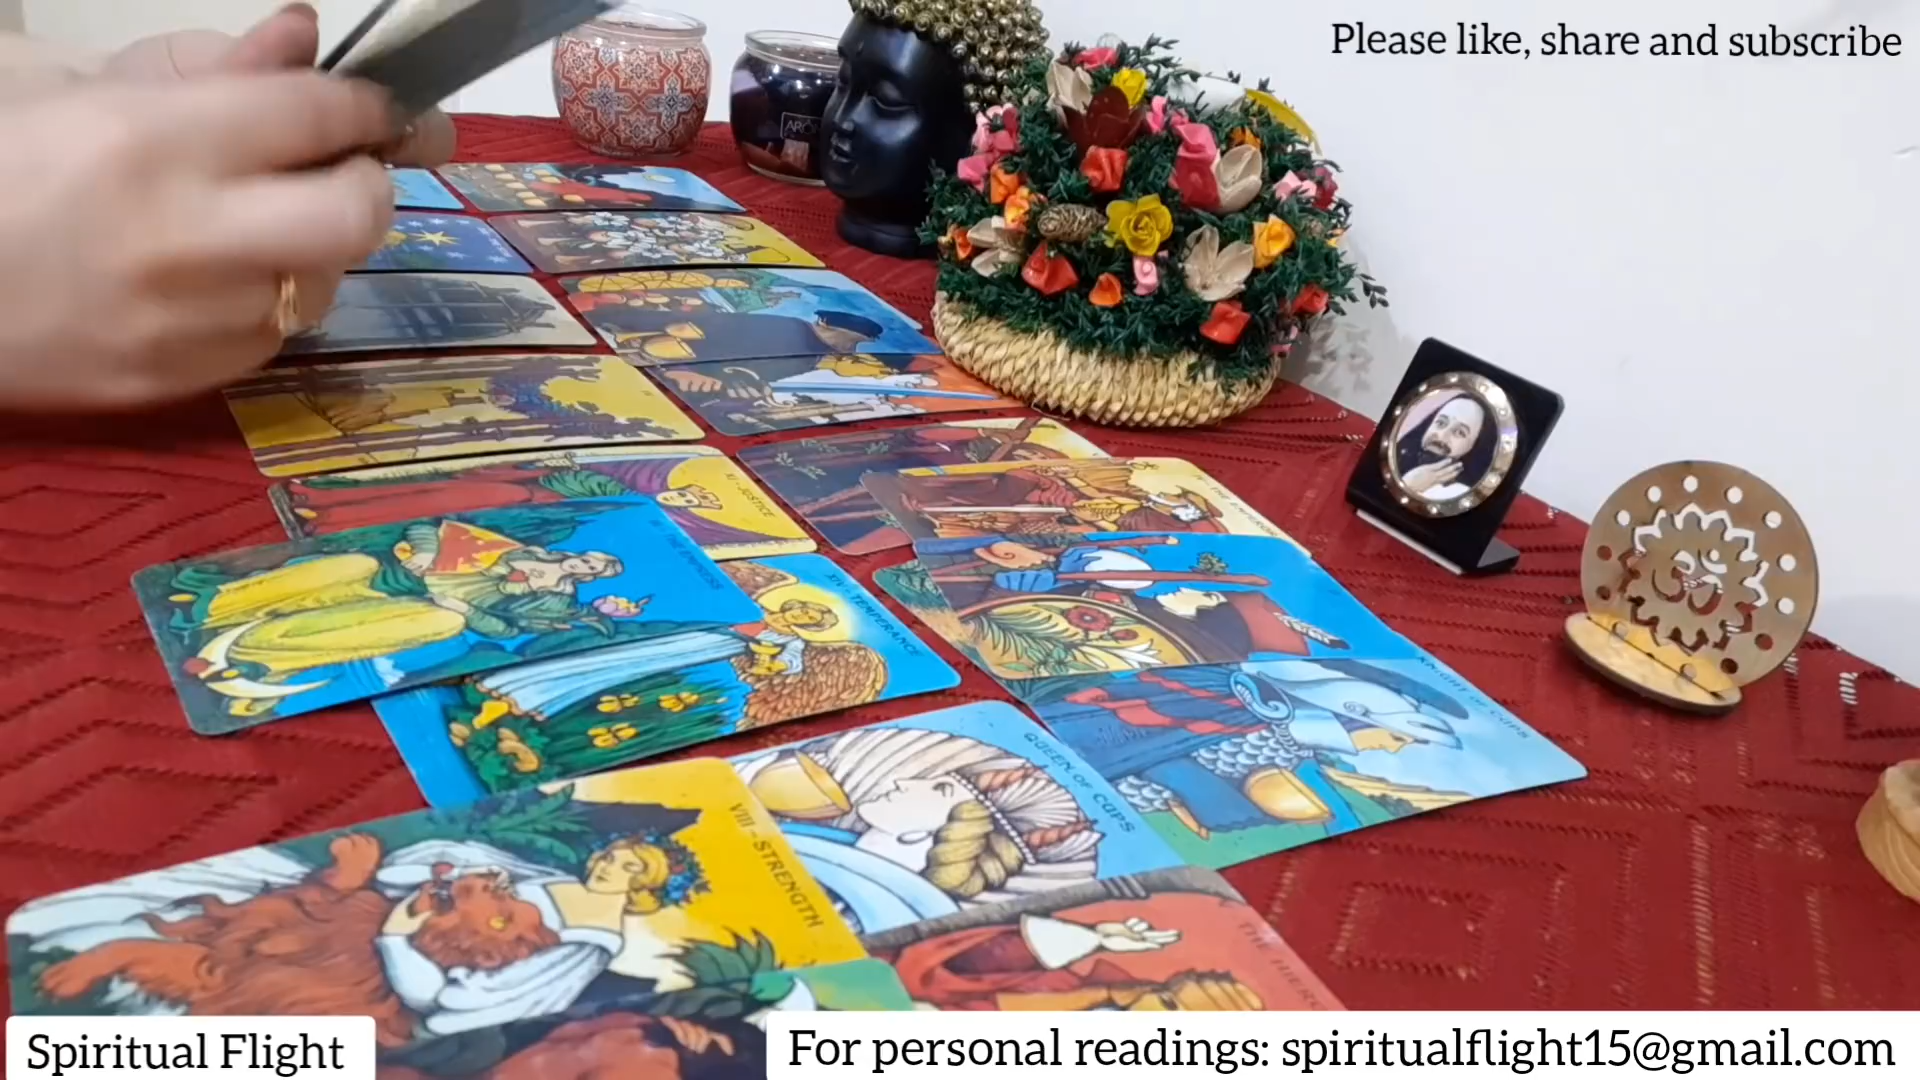 Please like, share and subscribe
XI - JUSTICE
IV - THE EMPEROR
III - THE EMPRESS
XIV - TEMPERANCE
KNIGHT OF CUPS
QUEEN OF CUPS
VIII - STRENGTH
THE
Spiritual Flight
For personal readings: spiritualflight15@gmail.com